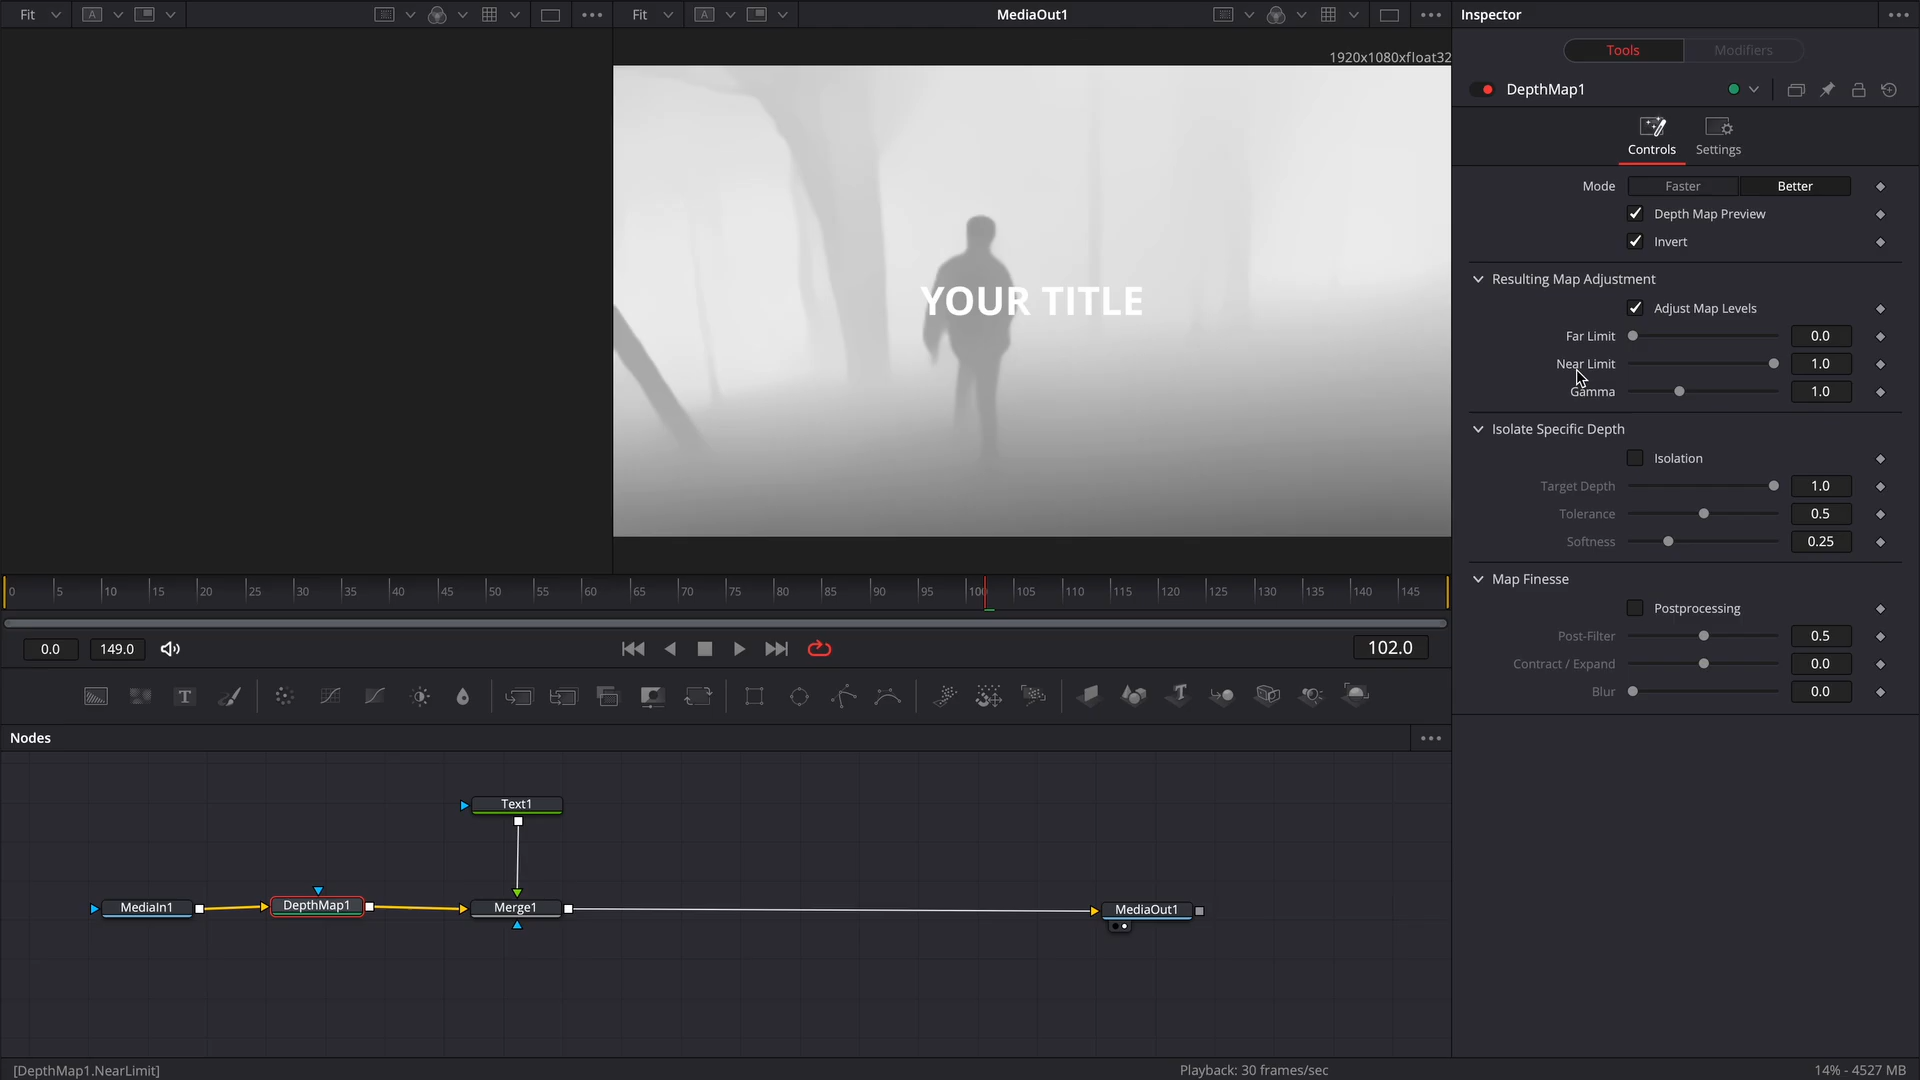 Fit A Fit A MediaOut1 Inspector
1920x1080xfloat32
Tools Modifiers
DepthMap1
Controls Settings
Mode Faster Better
Depth Map Preview
Invert
Resulting Map Adjustment
Adjust Map Levels
Far Limit 0.0
Near Limit 1.0
Gamma 1.0
Isolate Specific Depth
Isolation
Target Depth 1.0
Tolerance 0.5
Softness 0.25
Map Finesse
Postprocessing
Post-Filter 0.5
Contract / Expand 0.0
Blur 0.0
YOUR TITLE
0 5 10 15 20 25 30 35 40 45 50 55 60 65 70 75 80 85 90 95 100 105 110 115 120 125 130 135 140 145
0.0 149.0 102.0
Nodes
Text1
MediaIn1 DepthMap1 Merge1 MediaOut1
[DepthMap1.NearLimit] Playback: 30 frames/sec 14% - 4527 MB